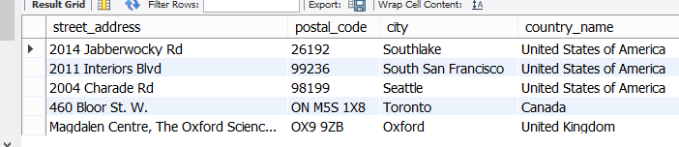 Result Grid Filter Rows: Export: Wrap Cell Content: IA
street_address postal_code city country_name
2014 Jabberwocky Rd 26192 Southlake United States of America
2011 Interiors Blvd 99236 South San Francisco United States of America
2004 Charade Rd 98199 Seattle United States of America
460 Bloor St. W. ON M5S 1X8 Toronto Canada
Magdalen Centre, The Oxford Scienc... OX9 9ZB Oxford United Kingdom